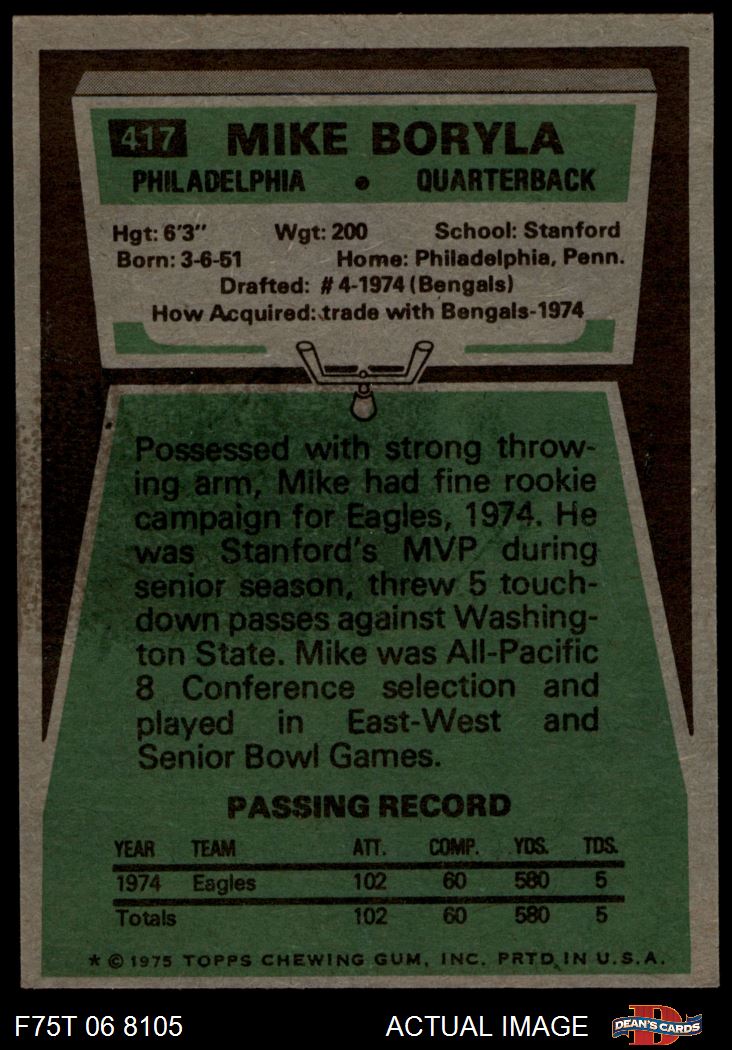 417 MIKE BORYLA
PHILADELPHIA • QUARTERBACK
Hgt: 6'3" Wgt: 200 School: Stanford
Born: 3-6-51 Home: Philadelphia, Penn.
Drafted: #4-1974 (Bengals)
How Acquired: trade with Bengals-1974
Possessed with strong throw-
ing arm, Mike had fine rookie
campaign for Eagles, 1974. He
was Stanford's MVP during
senior season, threw 5 touch-
down passes against Washing-
ton State. Mike was All-Pacific
8 Conference selection and
played in East-West and
Senior Bowl Games.
PASSING RECORD
YEAR TEAM ATT. COMP. YDS. TDS.
1974 Eagles 102 60 580 5
Totals 102 60 580 5
* © 1975 TOPPS CHEWING GUM, INC. PRTD. IN U.S.A.
F75T 06 8105 ACTUAL IMAGE D DEAN'S CARDS